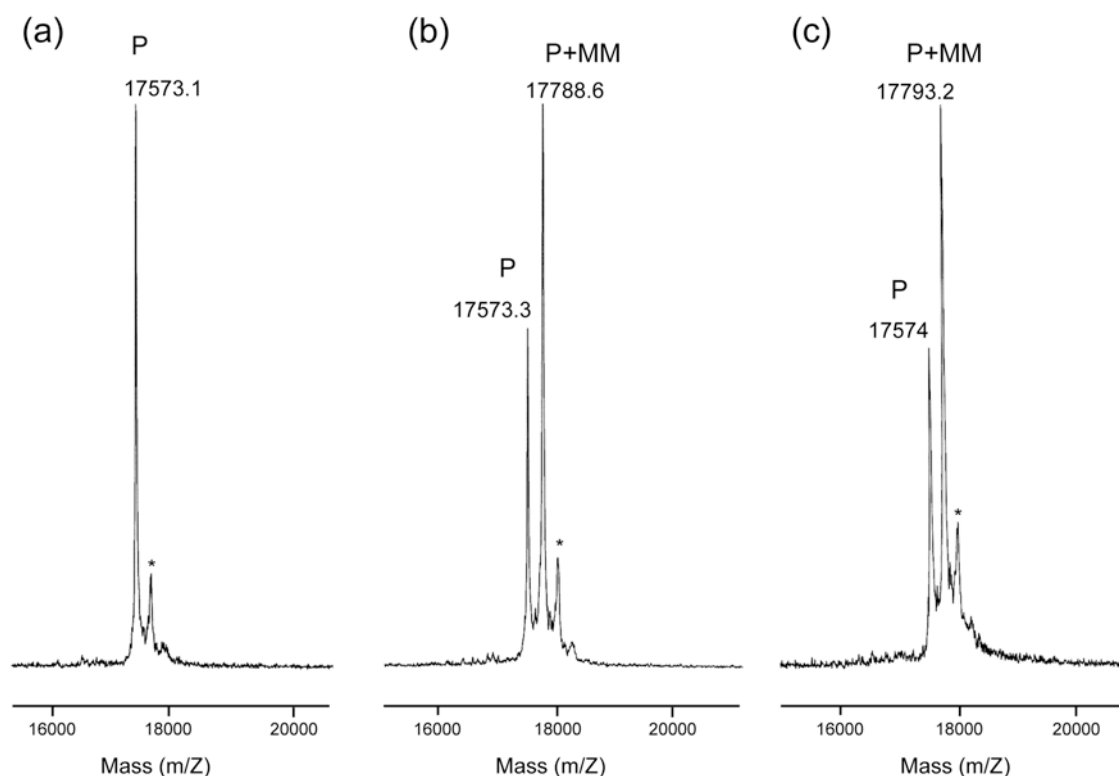 (a)
P
17573.1
*
16000 18000 20000
Mass (m/Z)
(b)
P+MM
17788.6
P
17573.3
*
16000 18000 20000
Mass (m/Z)
(c)
P+MM
17793.2
P
17574
*
16000 18000 20000
Mass (m/Z)